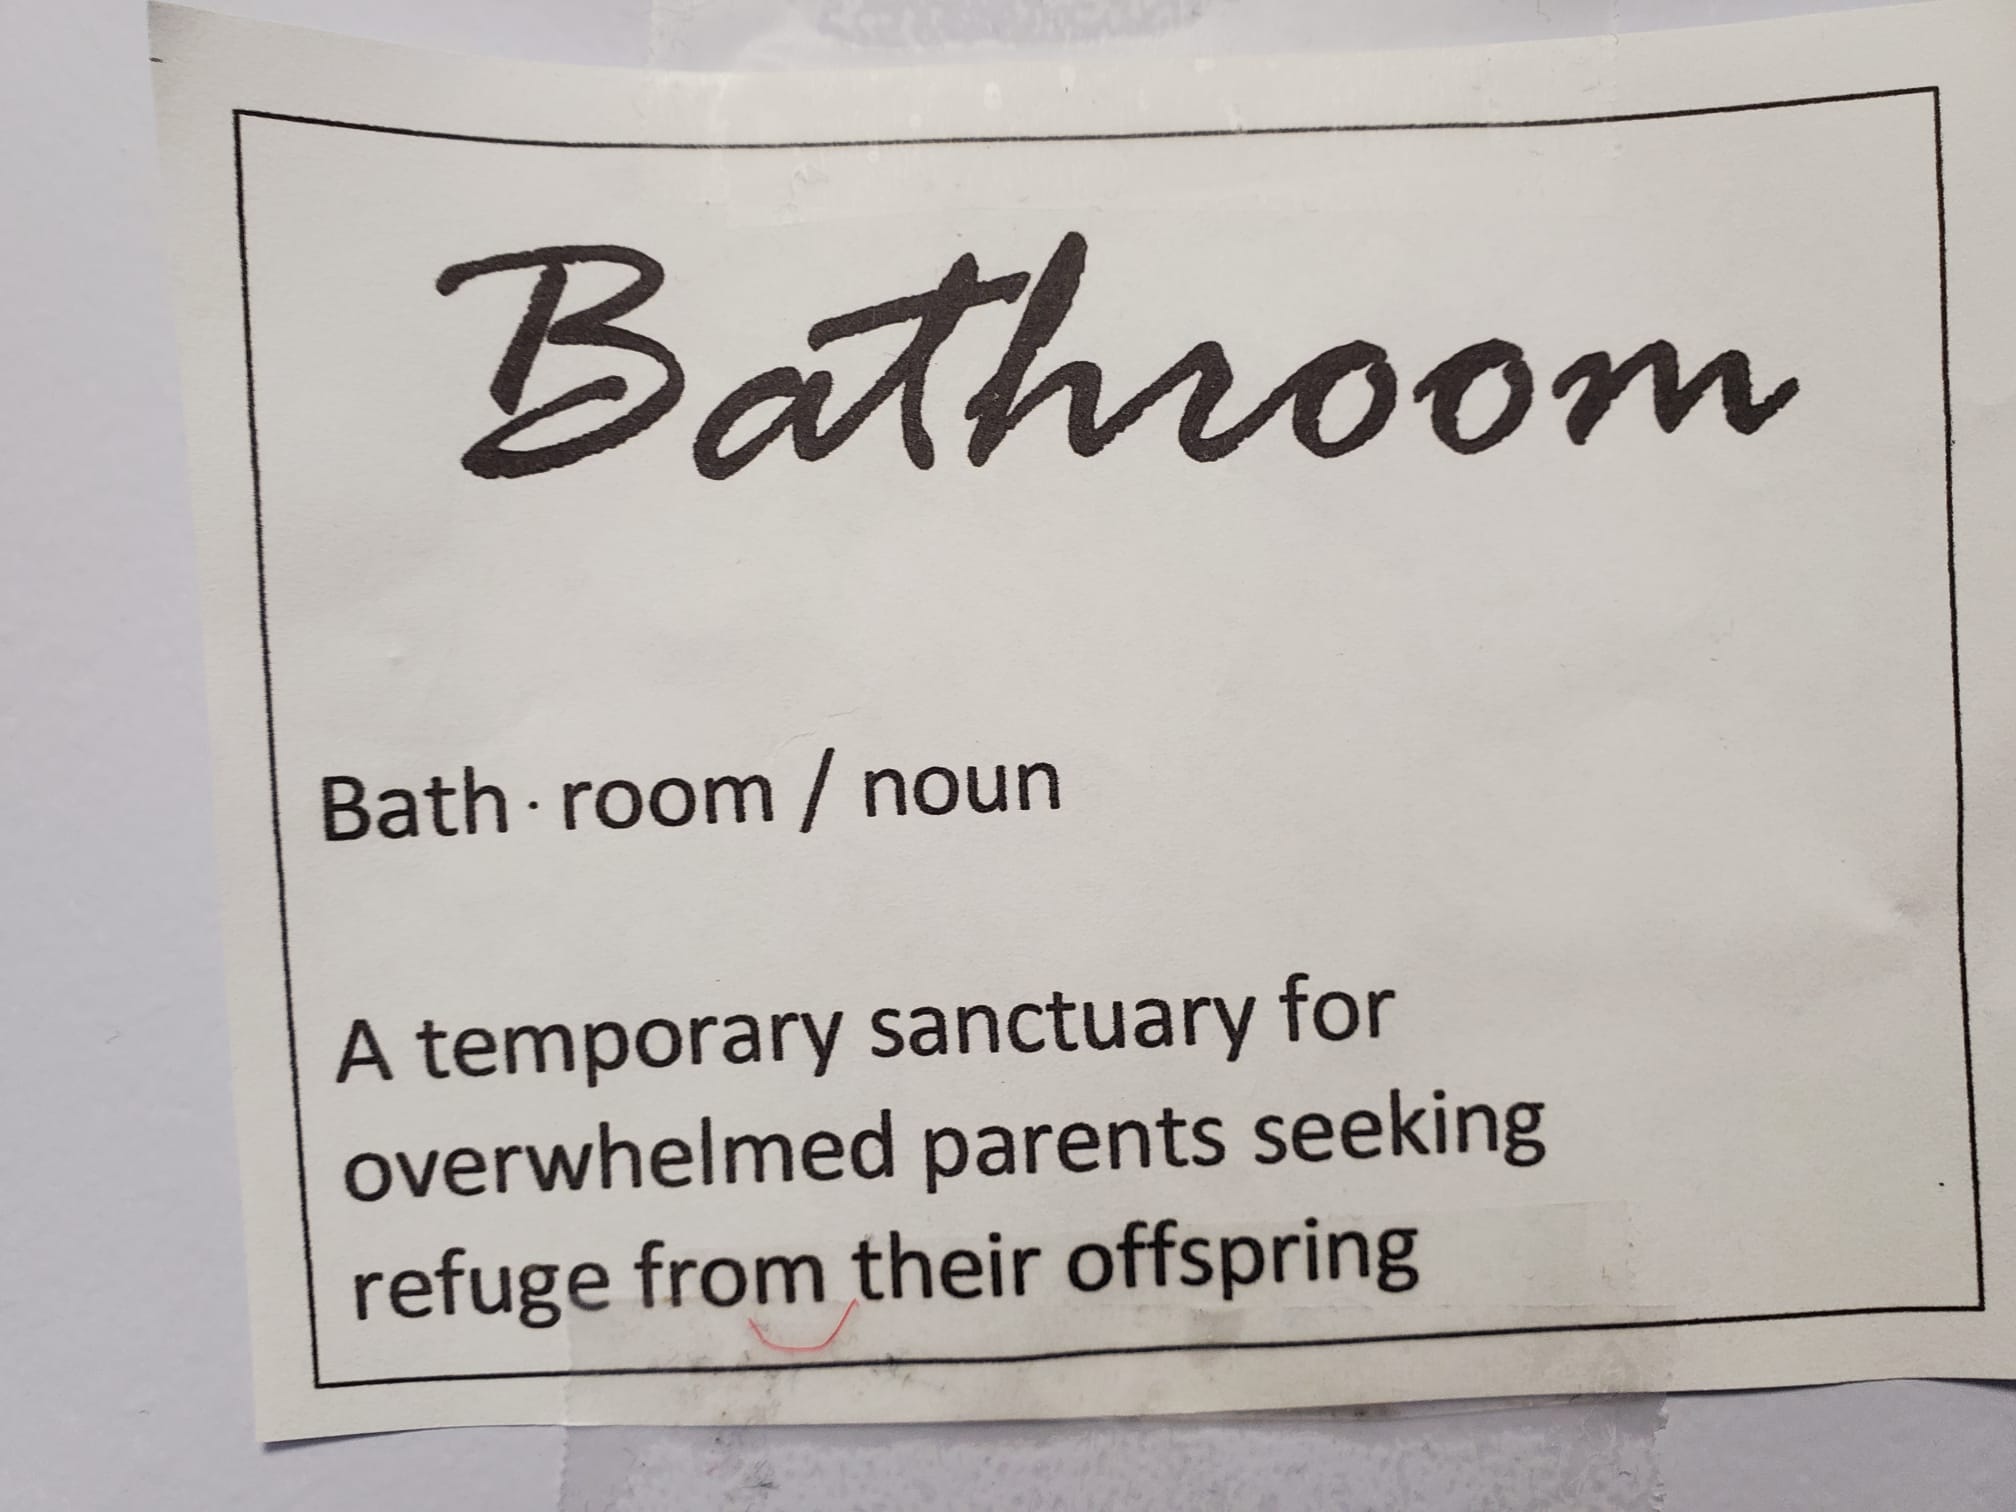 Bathroom
Bath · room / noun
A temporary sanctuary for
overwhelmed parents seeking
refuge from their offspring